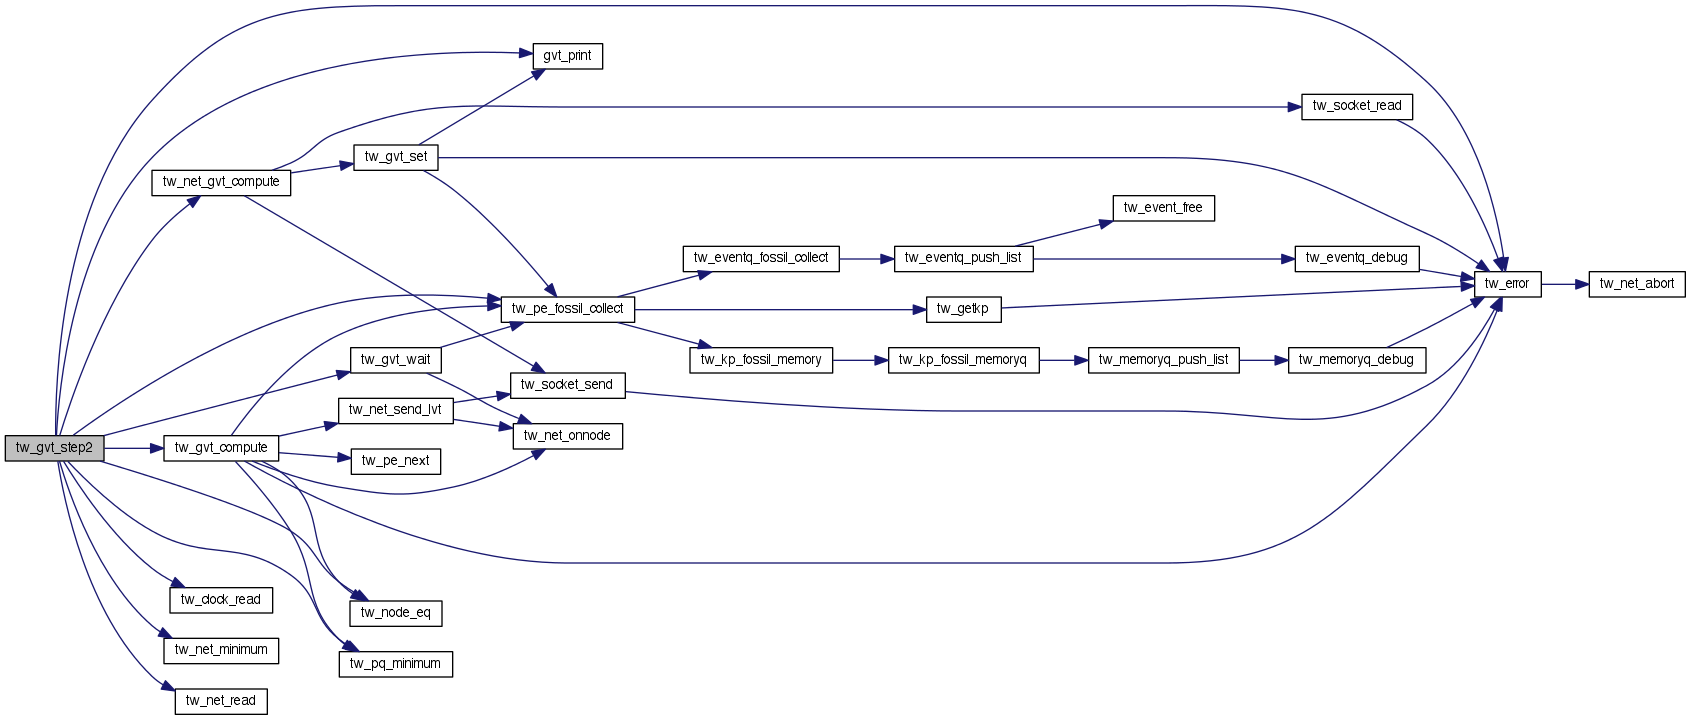 gvt_print
tw_socket_read
tw_gvt_set
tw_net_gvt_compute
tw_event_free
tw_eventq_fossil_collect
tw_eventq_push_list
tw_eventq_debug
tw_error
tw_net_abort
tw_pe_fossil_collect
tw_getkp
tw_gvt_wait
tw_kp_fossil_memory
tw_kp_fossil_memoryq
tw_memoryq_push_list
tw_memoryq_debug
tw_socket_send
tw_net_send_lvt
tw_net_onnode
tw_gvt_step2
tw_gvt_compute
tw_pe_next
tw_clock_read
tw_node_eq
tw_net_minimum
tw_pq_minimum
tw_net_read